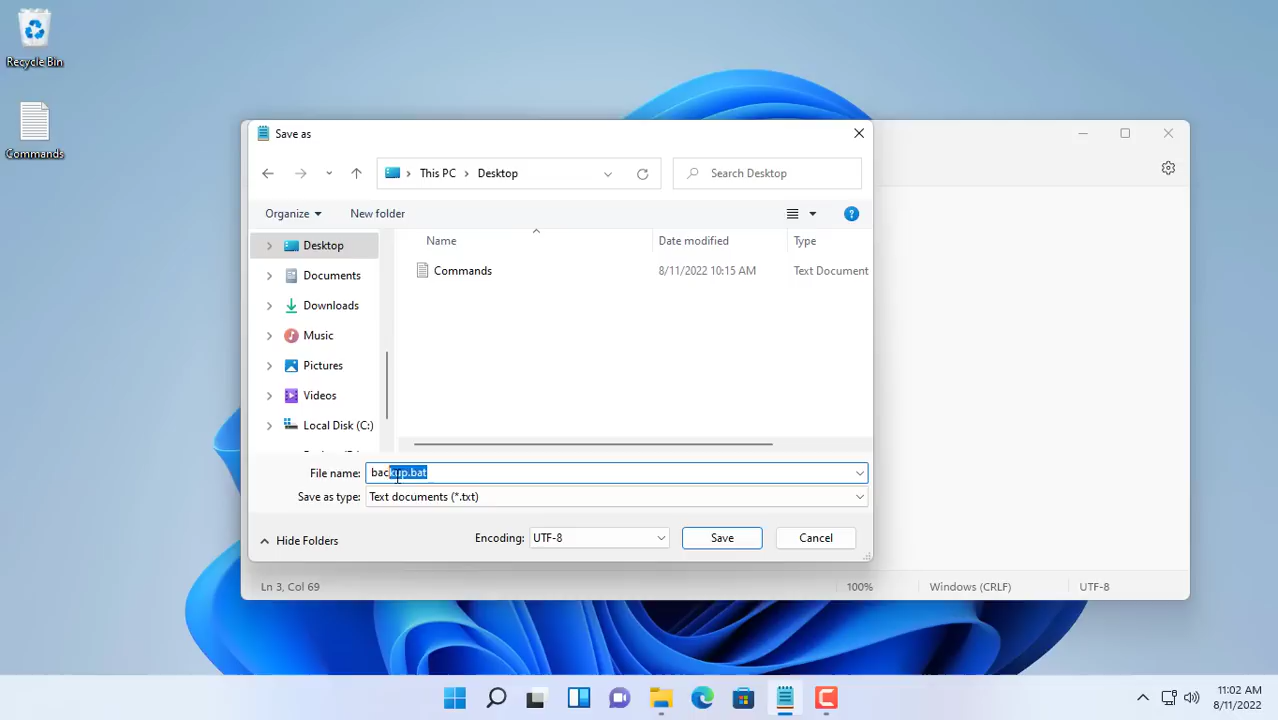 Recycle Bin
Commands
Save as
This PC > Desktop
Search Desktop
Organize
New folder
Name
Date modified
Type
Desktop
Commands
8/11/2022 10:15 AM
Text Document
Documents
Downloads
Music
Pictures
Videos
Local Disk (C:)
File name:
backup.bat
Save as type:
Text documents (*.txt)
Hide Folders
Encoding:
UTF-8
Save
Cancel
Ln 3, Col 69
100%
Windows (CRLF)
UTF-8
11:02 AM
8/11/2022